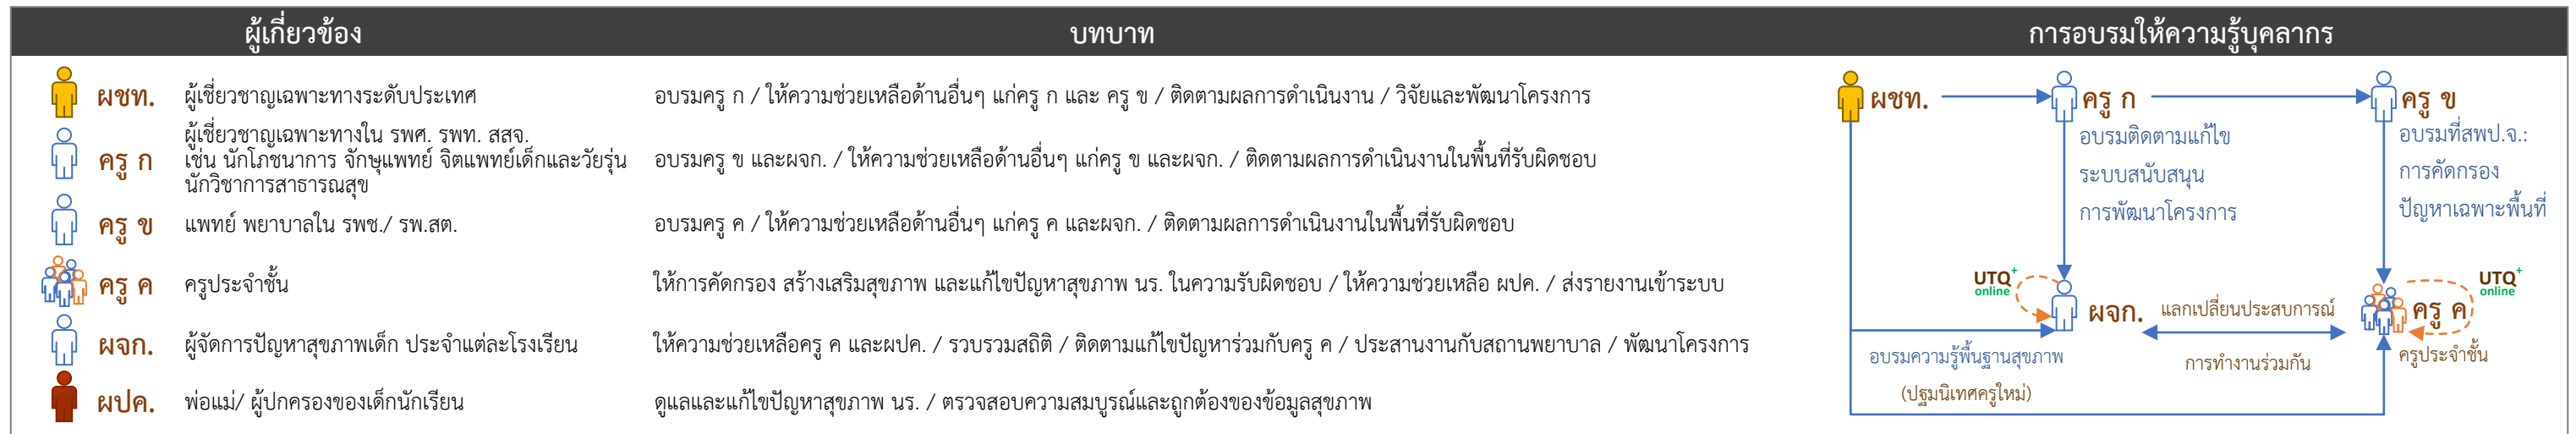 ผู้เกี่ยวข้อง
บทบาท
การอบรมให้ความรู้บุคลากร
ผชท.
ผู้เชี่ยวชาญเฉพาะทางระดับประเทศ
อบรมครู ก / ให้ความช่วยเหลือด้านอื่นๆ แก่ครู ก และ ครู ข / ติดตามผลการดำเนินงาน / วิจัยและพัฒนาโครงการ
ครู ก
ผู้เชี่ยวชาญเฉพาะทางใน รพศ. รพท. สสจ.
เช่น นักโภชนาการ จักษุแพทย์ จิตแพทย์เด็กและวัยรุ่น
นักวิชาการสาธารณสุข
อบรมครู ข และผจก. / ให้ความช่วยเหลือด้านอื่นๆ แก่ครู ข และผจก. / ติดตามผลการดำเนินงานในพื้นที่รับผิดชอบ
ครู ข
แพทย์ พยาบาลใน รพช./ รพ.สต.
อบรมครู ค / ให้ความช่วยเหลือด้านอื่นๆ แก่ครู ค และผจก. / ติดตามผลการดำเนินงานในพื้นที่รับผิดชอบ
ครู ค
ครูประจำชั้น
ให้การคัดกรอง สร้างเสริมสุขภาพ และแก้ไขปัญหาสุขภาพ นร. ในความรับผิดชอบ / ให้ความช่วยเหลือ ผปค. / ส่งรายงานเข้าระบบ
ผจก.
ผู้จัดการปัญหาสุขภาพเด็ก ประจำแต่ละโรงเรียน
ให้ความช่วยเหลือครู ค และผปค. / รวบรวมสถิติ / ติดตามแก้ไขปัญหาร่วมกับครู ค / ประสานงานกับสถานพยาบาล / พัฒนาโครงการ
ผปค.
พ่อแม่/ ผู้ปกครองของเด็กนักเรียน
ดูแลและแก้ไขปัญหาสุขภาพ นร. / ตรวจสอบความสมบูรณ์และถูกต้องของข้อมูลสุขภาพ
ผชท.
ครู ก
ครู ข
อบรมติดตามแก้ไข
ระบบสนับสนุน
การพัฒนาโครงการ
อบรมที่สพป.จ.:
การคัดกรอง
ปัญหาเฉพาะพื้นที่
UTQ+
online
ผจก.
แลกเปลี่ยนประสบการณ์
การทำงานร่วมกัน
ครู ค
UTQ+
online
ครูประจำชั้น
อบรมความรู้พื้นฐานสุขภาพ
(ปฐมนิเทศครูใหม่)